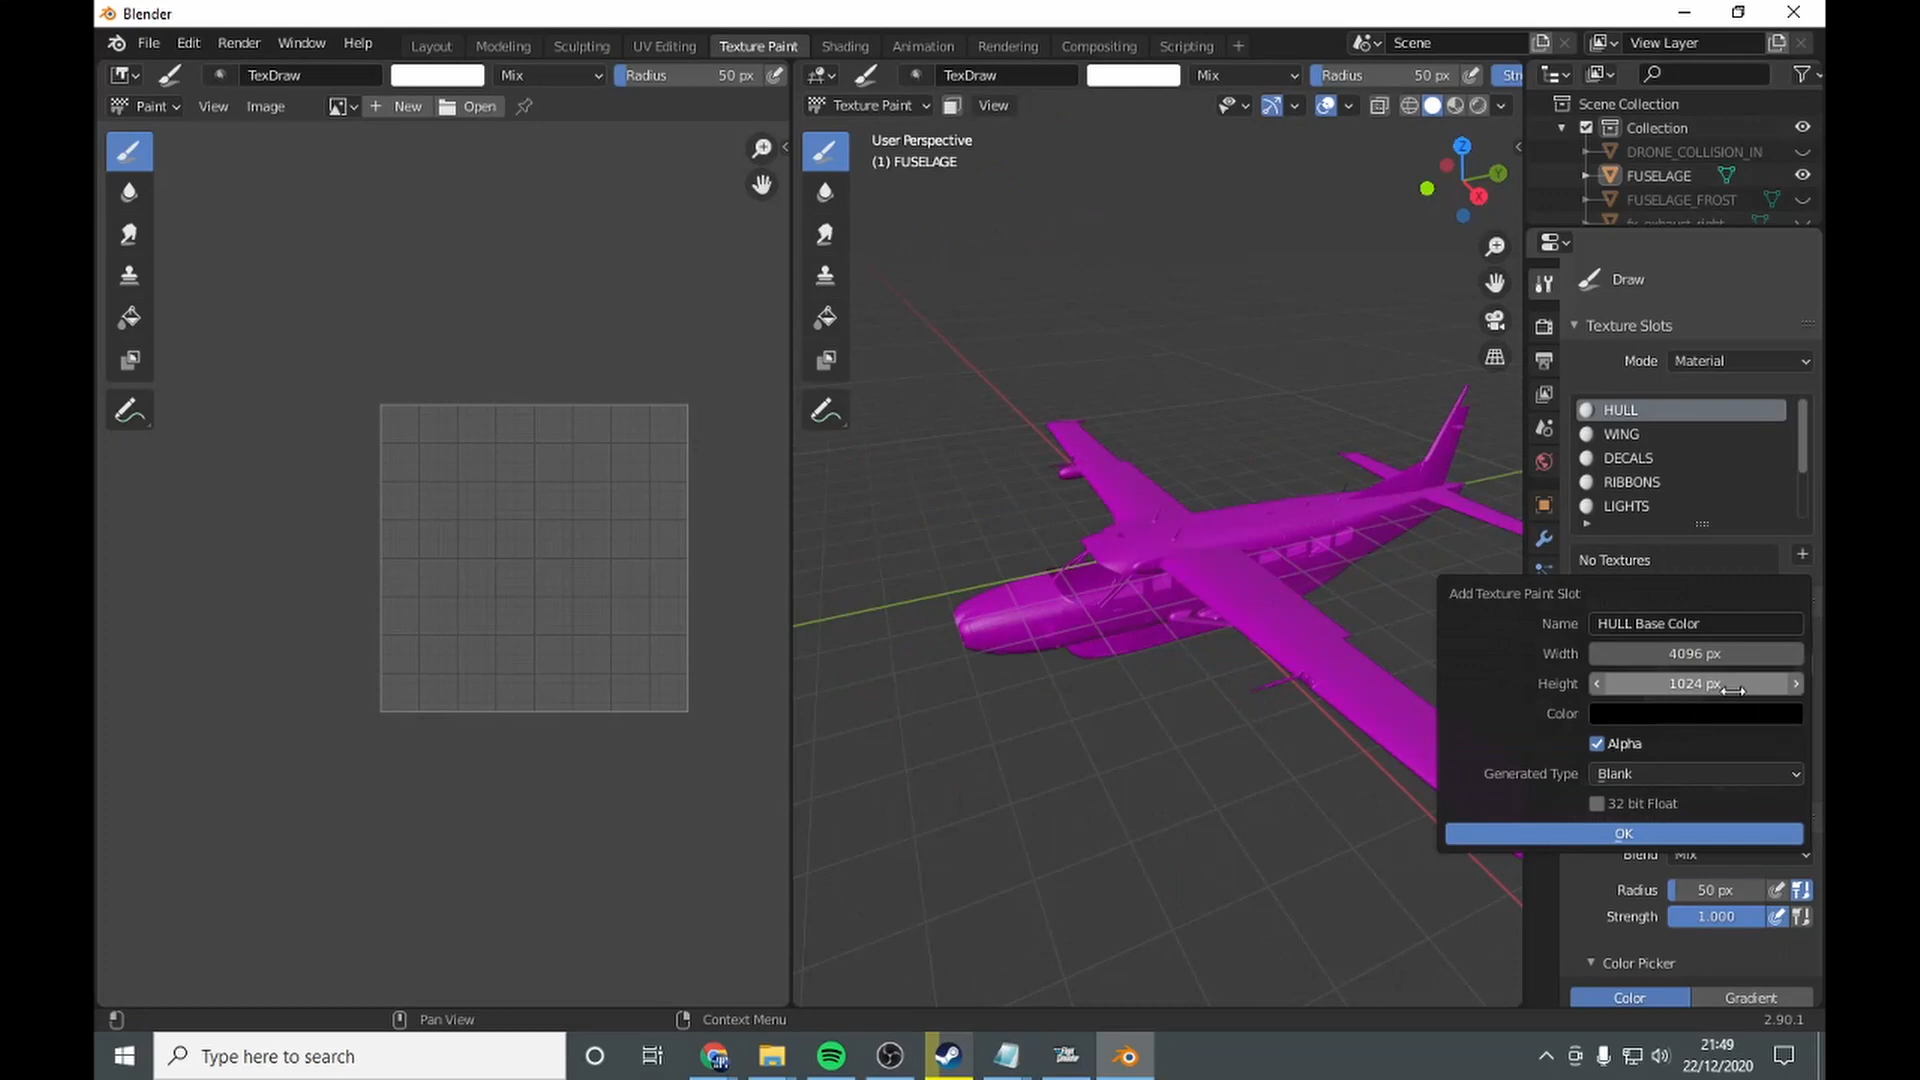 Blender
File Edit Render Window Help
Layout Modeling Sculpting UV Editing Texture Paint Shading Animation Rendering Compositing Scripting +
Scene
View Layer
TexDraw Mix Radius 50 px
TexDraw Mix Radius 50 px
Paint View Image + New Open
Texture Paint View
User Perspective
(1) FUSELAGE
Z
Y
X
Scene Collection
Collection
DRONE_COLLISION_IN
FUSELAGE
FUSELAGE_FROST
Draw
Texture Slots
Mode Material
HULL
WING
DECALS
RIBBONS
LIGHTS
No Textures
Add Texture Paint Slot
Name HULL Base Color
Width 4096 px
Height 1024 px
Color
Alpha
Generated Type Blank
32 bit Float
OK
Blend Mix
Radius 50 px
Strength 1.000
Color Picker
Color Gradient
Pan View
Context Menu
2.90.1
Type here to search
21:49
22/12/2020